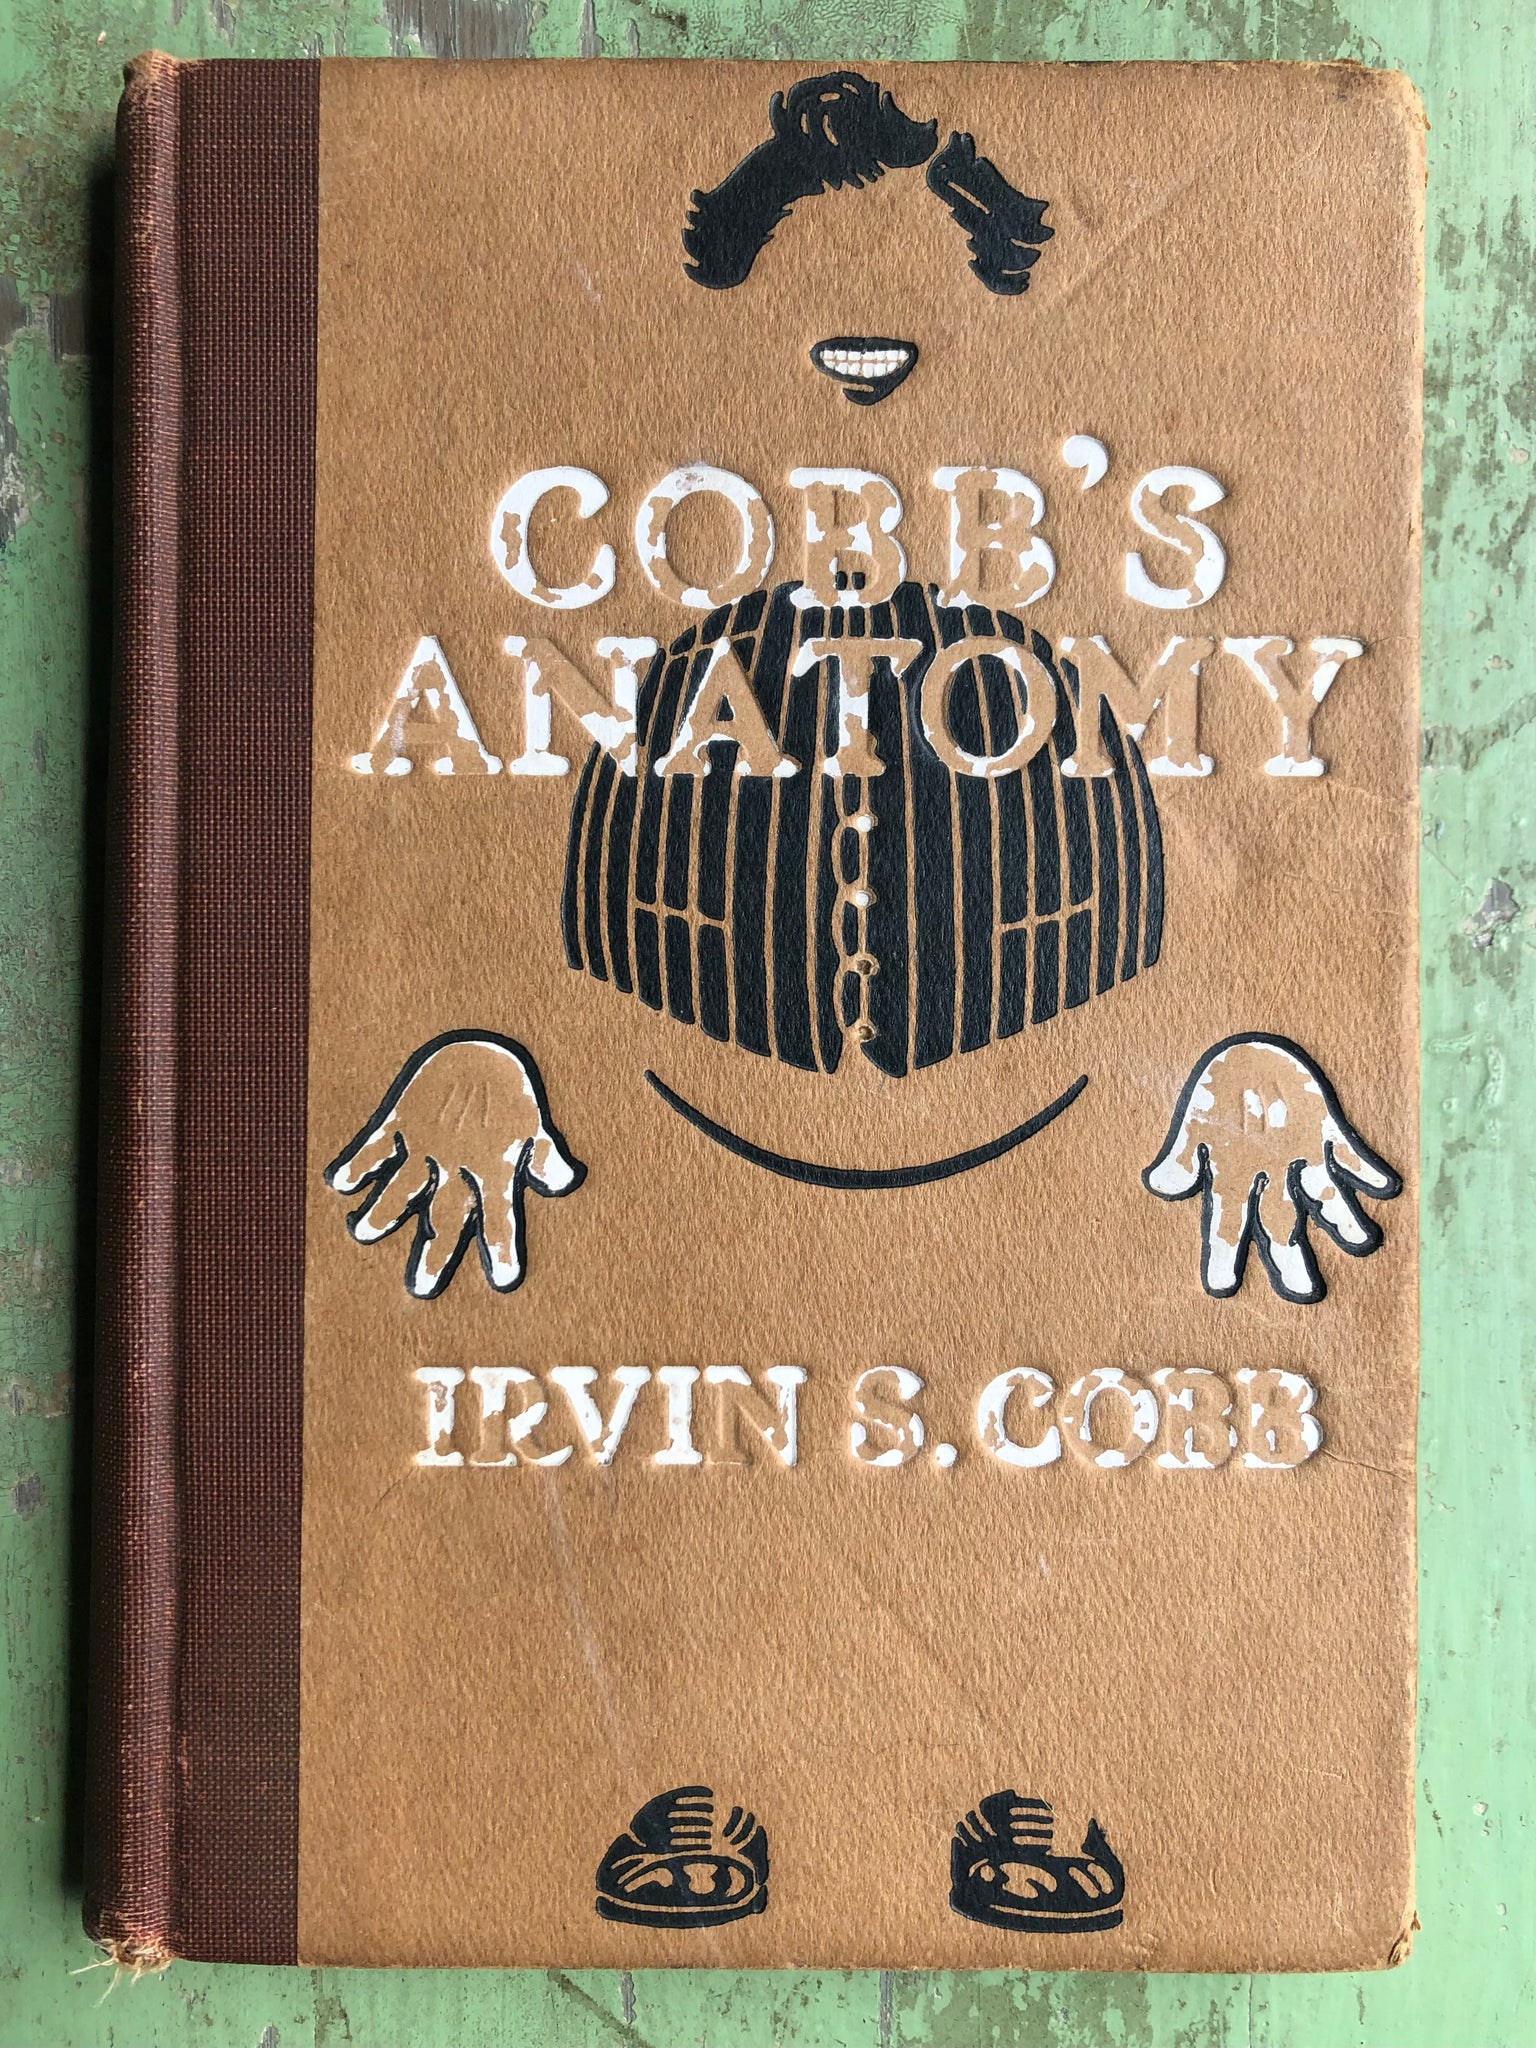 COBB'S
ANATOMY
IRVIN S. COBB